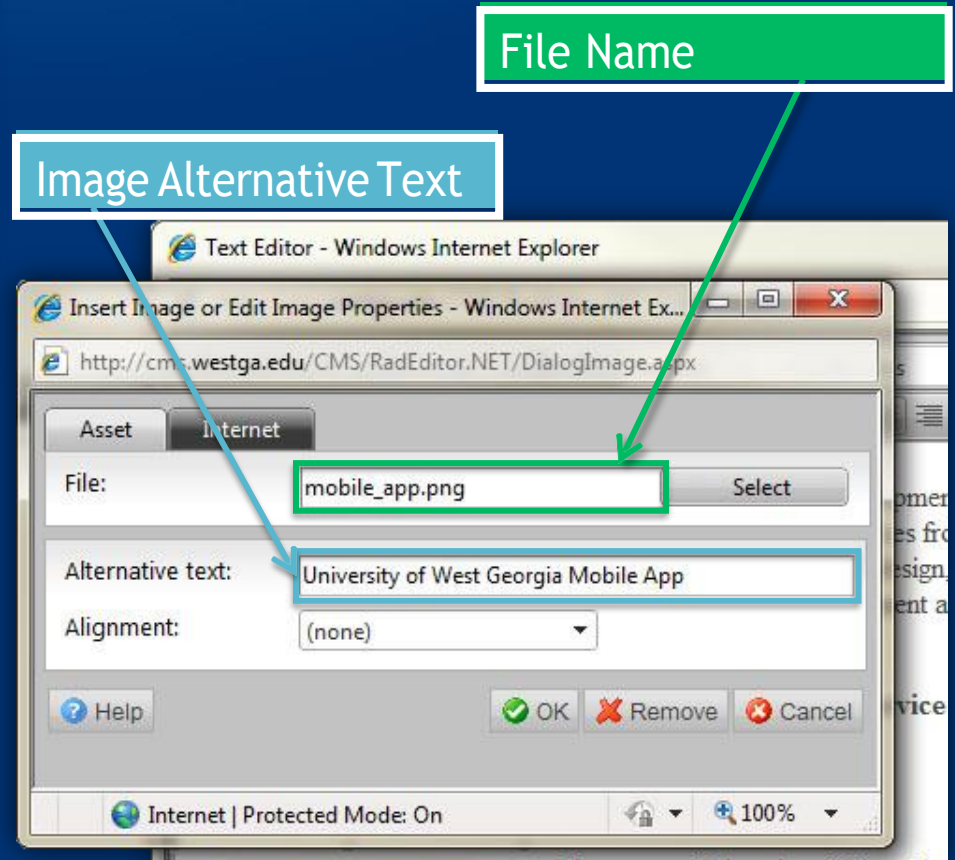 File Name
Image Alternative Text
Text Editor - Windows Internet Explorer
Insert Image or Edit Image Properties - Windows Internet Ex...
http://cms.westga.edu/CMS/RadEditor.NET/DialogImage.aspx
Asset Internet
File: mobile_app.png Select
Alternative text: University of West Georgia Mobile App
Alignment: (none)
Help OK Remove Cancel
Internet | Protected Mode: On 100%